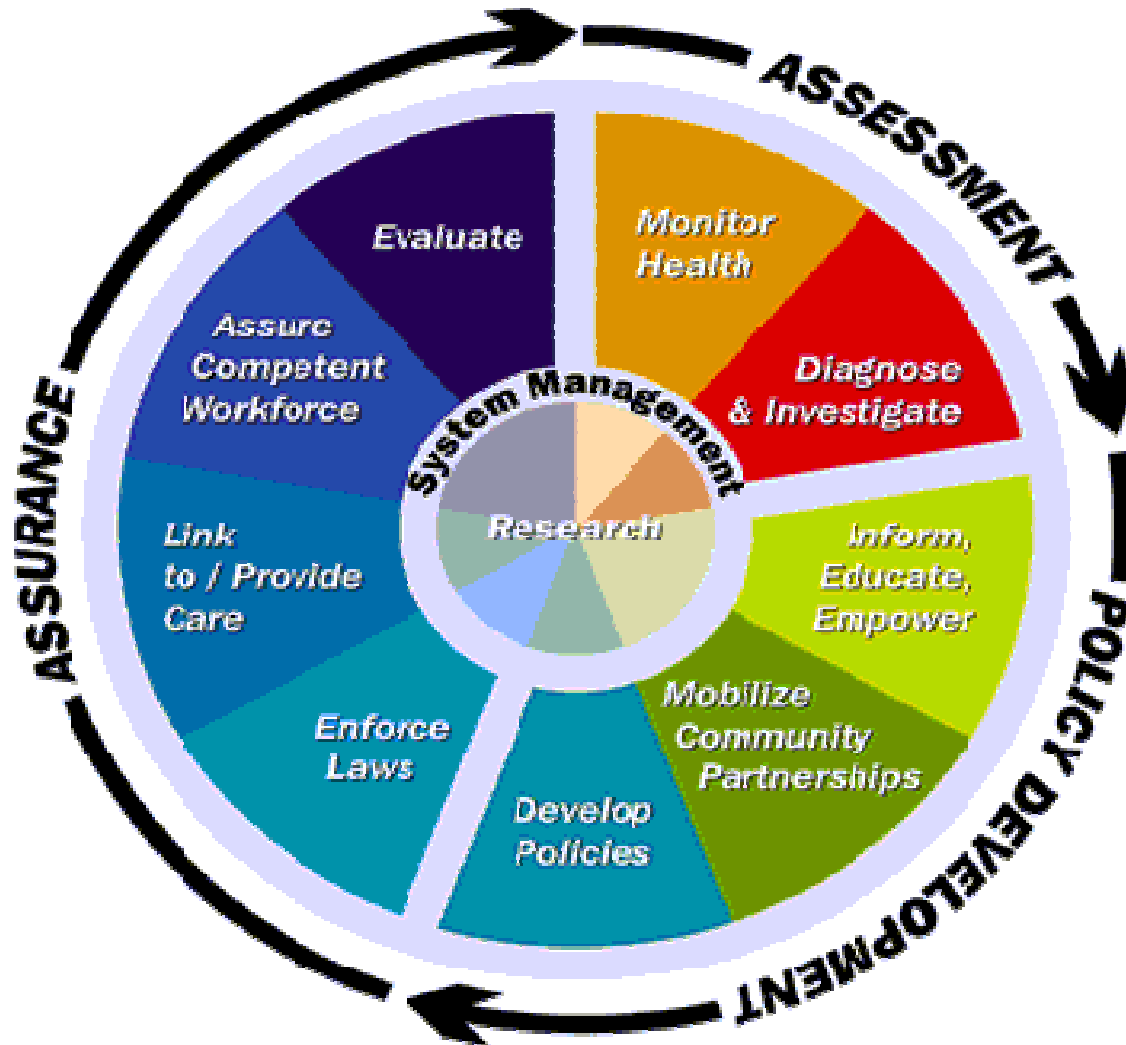 ASSESSMENT
POLICY DEVELOPMENT
ASSURANCE
Monitor
Health
Diagnose
& Investigate
Inform,
Educate,
Empower
Mobilize
Community
Partnerships
Develop
Policies
Enforce
Laws
Link
to / Provide
Care
Assure
Competent
Workforce
Evaluate
System Management
Research